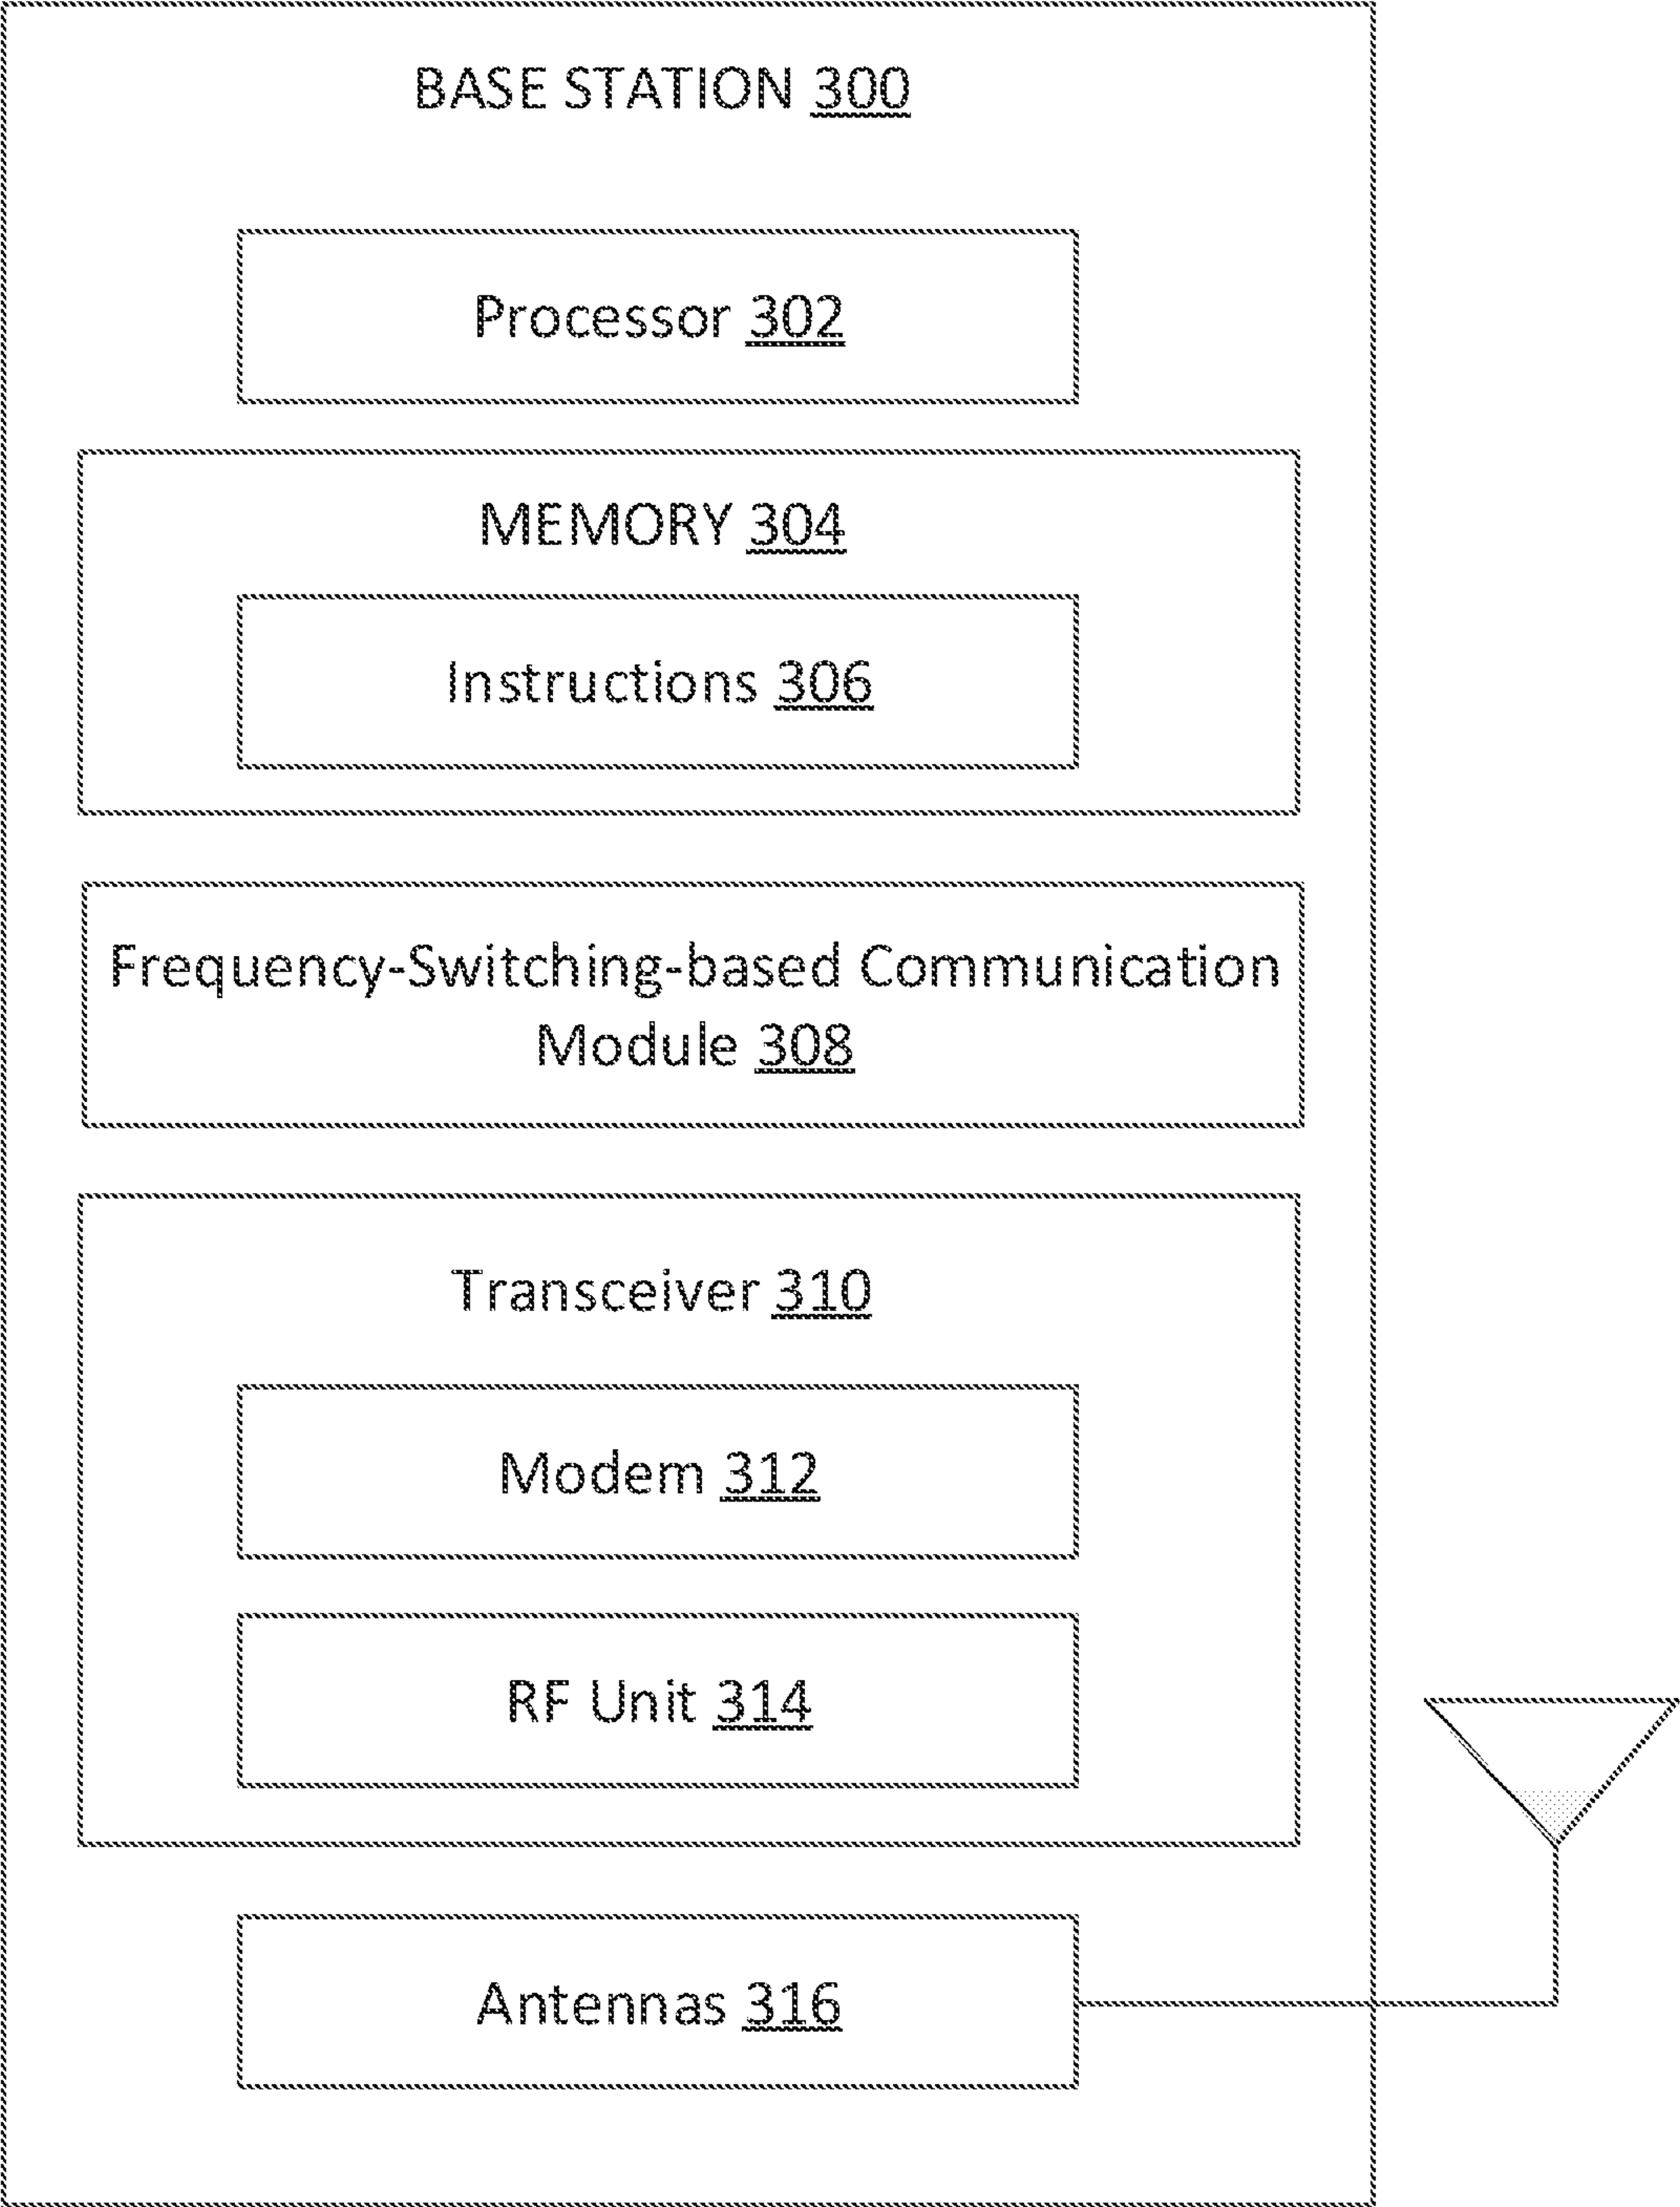 BASE STATION 300
Processor 302
MEMORY 304
Instructions 306
Frequency-Switching-based Communication
Module 308
Transceiver 310
Modem 312
RF Unit 314
Antennas 316